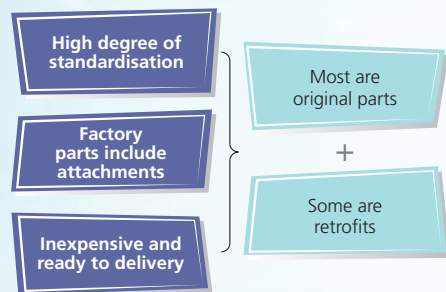 High degree of
standardisation
Factory
parts include
attachments
Inexpensive and
ready to delivery
Most are
original parts
+
Some are
retrofits